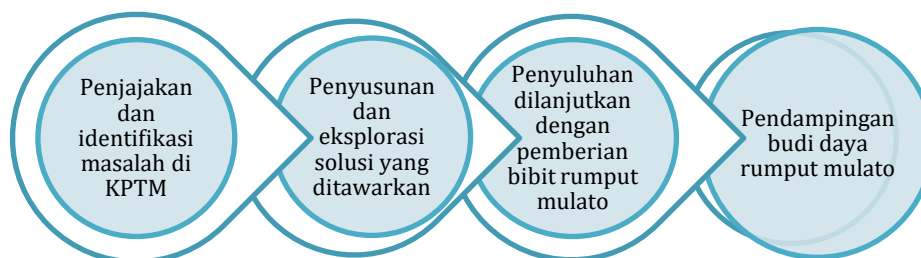 Penjajakan
dan
identifikasi
masalah di
KPTM
Penyusunan
dan
eksplorasi
solusi yang
ditawarkan
Penyuluhan
dilanjutkan
dengan
pemberian
bibit rumput
mulato
Pendampingan
budi daya
rumput mulato